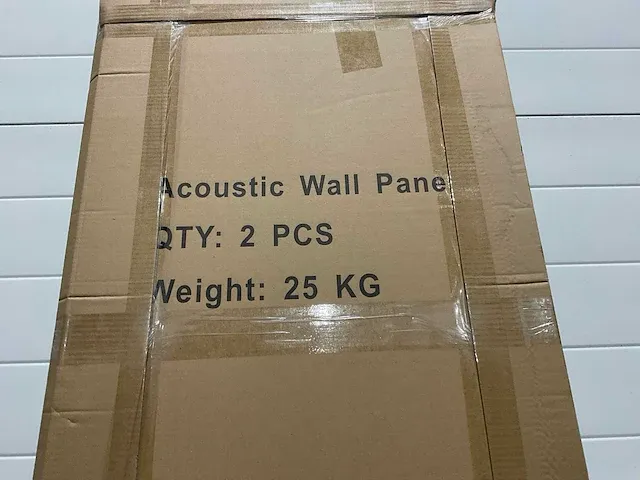 Acoustic Wall Pane
QTY: 2 PCS
Weight: 25 KG